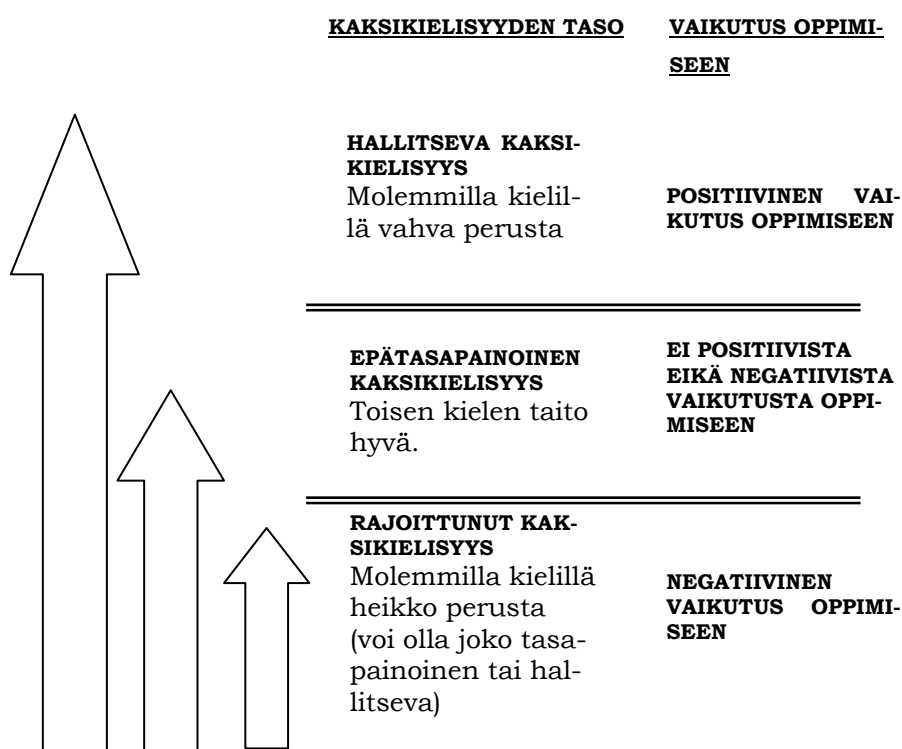 KAKSIKIELISYYDEN TASO
VAIKUTUS OPPIMI-
SEEN
HALLITSEVA KAKSI-
KIELISYYS
Molemmilla kielil-
lä vahva perusta
POSITIIVINEN VAI-
KUTUS OPPIMISEEN
EPÄTASAPAINOINEN
KAKSIKIELISYYS
Toisen kielen taito
hyvä.
EI POSITIIVISTA
EIKÄ NEGATIIVISTA
VAIKUTUSTA OPPI-
MISEEN
RAJOITTUNUT KAK-
SIKIELISYYS
Molemmilla kielillä
heikko perusta
(voi olla joko tasa-
painoinen tai hal-
litseva)
NEGATIIVINEN
VAIKUTUS OPPIMI-
SEEN